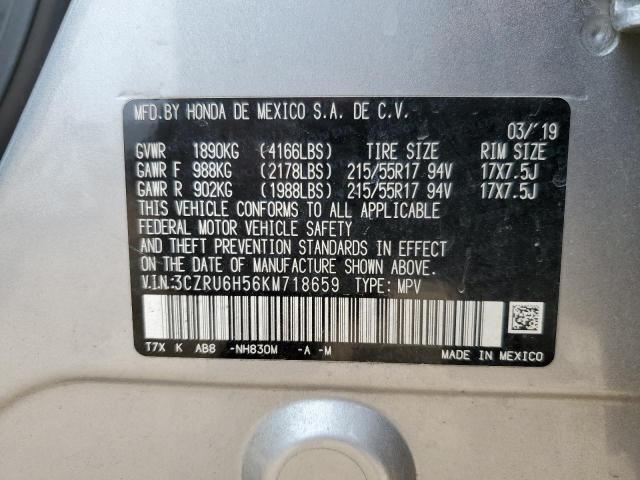 MFD.BY HONDA DE MEXICO S.A. DE C.V.
03/'19
GVWR 1890KG (4166LBS) TIRE SIZE RIM SIZE
GAWR F 988KG (2178LBS) 215/55R17 94V 17X7.5J
GAWR R 902KG (1988LBS) 215/55R17 94V 17X7.5J
THIS VEHICLE CONFORMS TO ALL APPLICABLE
FEDERAL MOTOR VEHICLE SAFETY
AND THEFT PREVENTION STANDARDS IN EFFECT
ON THE DATE OF MANUFACTURE SHOWN ABOVE.
V.I.N:3CZRU6H56KM718659 TYPE: MPV
T7X K AB8 -NH830M -A -M MADE IN MEXICO